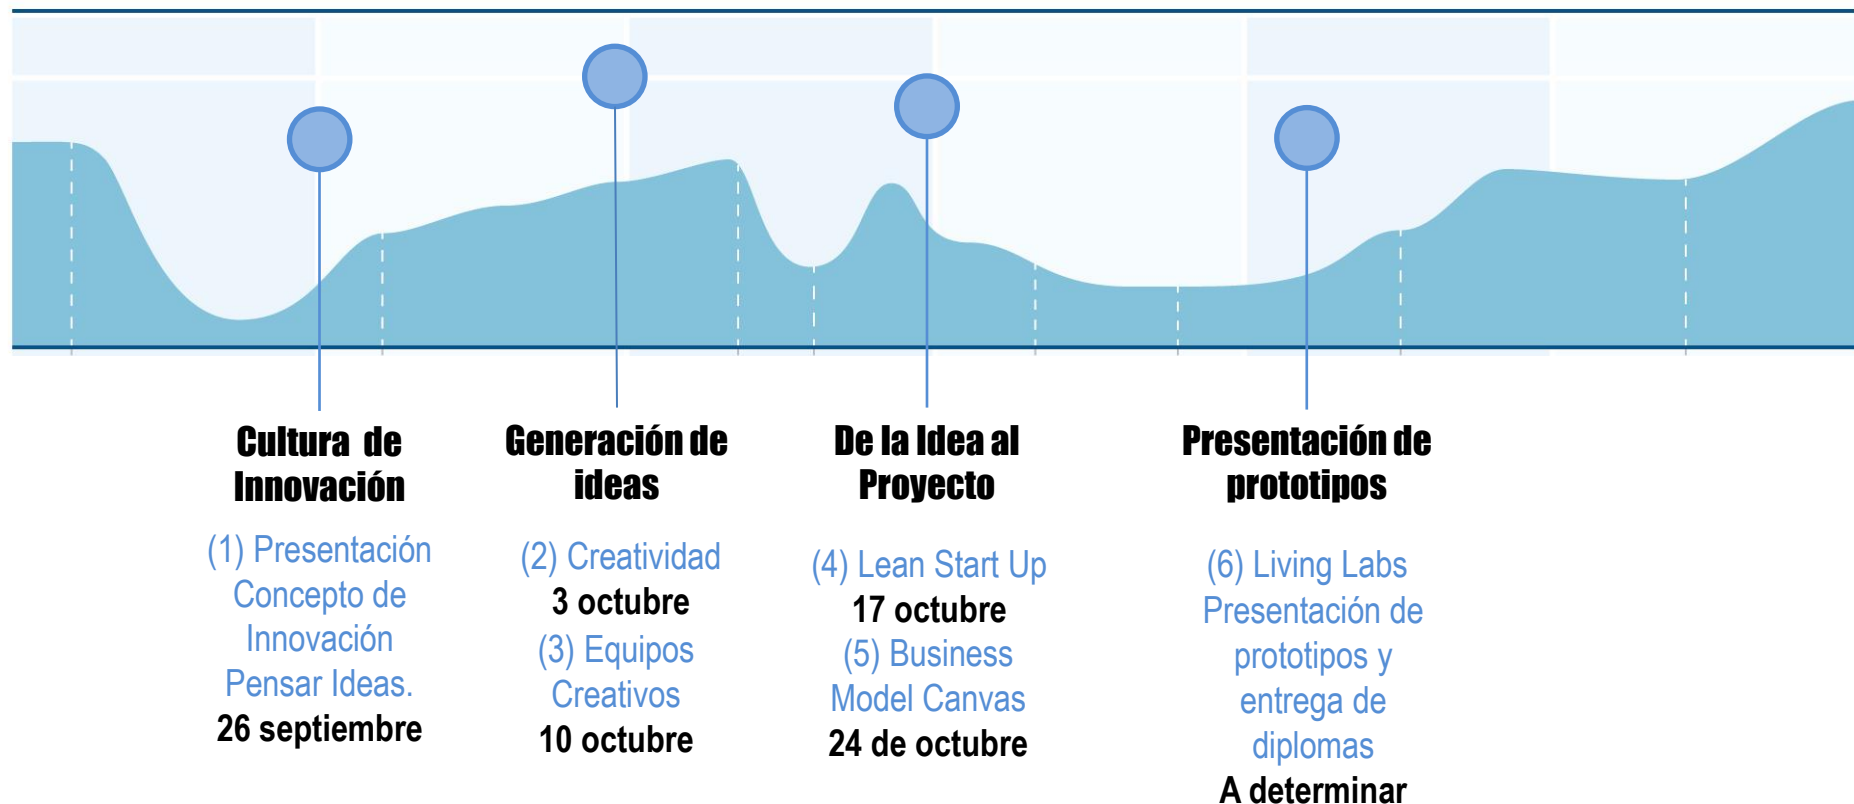 Cultura de
Innovación
(1) Presentación
Concepto de
Innovación
Pensar Ideas.
26 septiembre
Generación de
ideas
(2) Creatividad
3 octubre
(3) Equipos
Creativos
10 octubre
De la Idea al
Proyecto
(4) Lean Start Up
17 octubre
(5) Business
Model Canvas
24 de octubre
Presentación de
prototipos
(6) Living Labs
Presentación de
prototipos y
entrega de
diplomas
A determinar